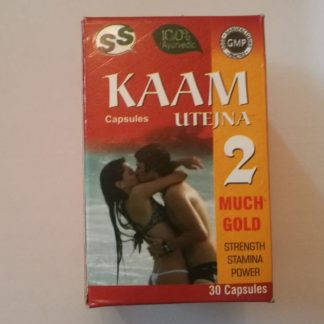 SS
100%
Ayurvedic
GMP
KAAM
Capsules
UTEJNA
2
MUCH
GOLD
STRENGTH
STAMINA
POWER
30 Capsules